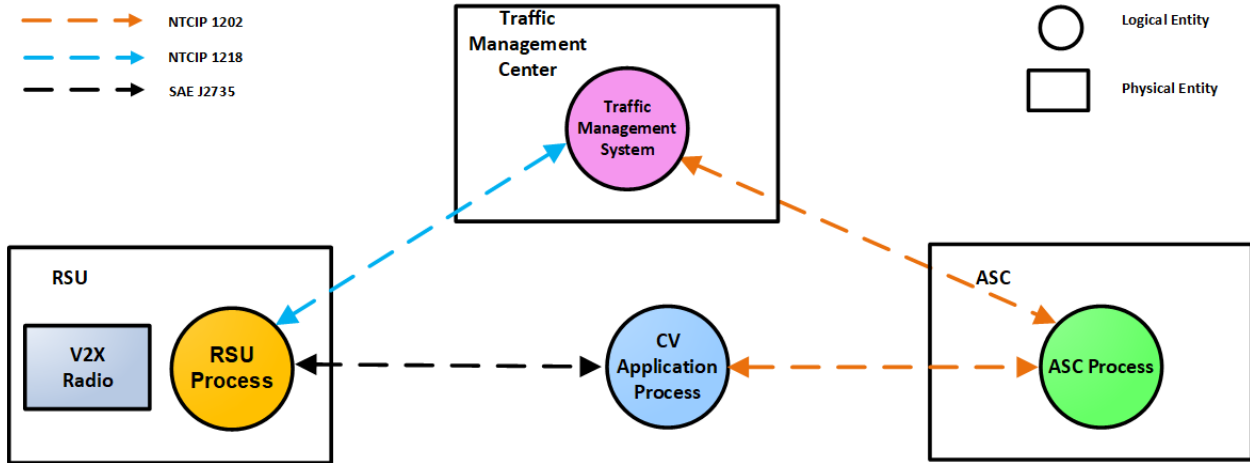 NTCIP 1202
NTCIP 1218
SAE J2735
Traffic
Management
Center
Traffic
Management
System
Logical Entity
Physical Entity
RSU
V2X
Radio
RSU
Process
CV
Application
Process
ASC
ASC Process